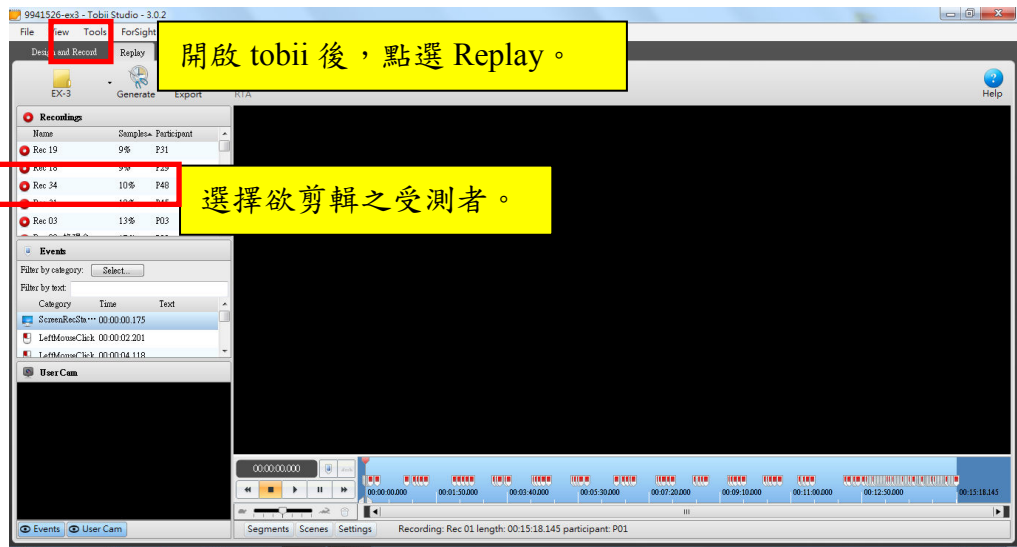 9941526-ex3 - Tobii Studio - 3.0.2
File View Tools ForSight
Design and Record Replay
開啟 tobii 後，點選 Replay。
EX-3 Generate Export RTA Help
Recordings
Name Samples Participant
Rec 19 9% P31
Rec 18 9% P29
Rec 34 10% P48
選擇欲剪輯之受測者。
Rec 03 13% P03
Events
Filter by category: Select...
Filter by text:
Category Time Text
ScreenRecSta··· 00:00:00.175
LeftMouseClick 00:00:02.201
LeftMouseClick 00:00:04.118
User Cam
00:00:00.000
00:00:00.000 00:01:50.000 00:03:40.000 00:05:30.000 00:07:20.000 00:09:10.000 00:11:00.000 00:12:50.000 00:15:18.145
Events User Cam Segments Scenes Settings Recording: Rec 01 length: 00:15:18.145 participant: P01